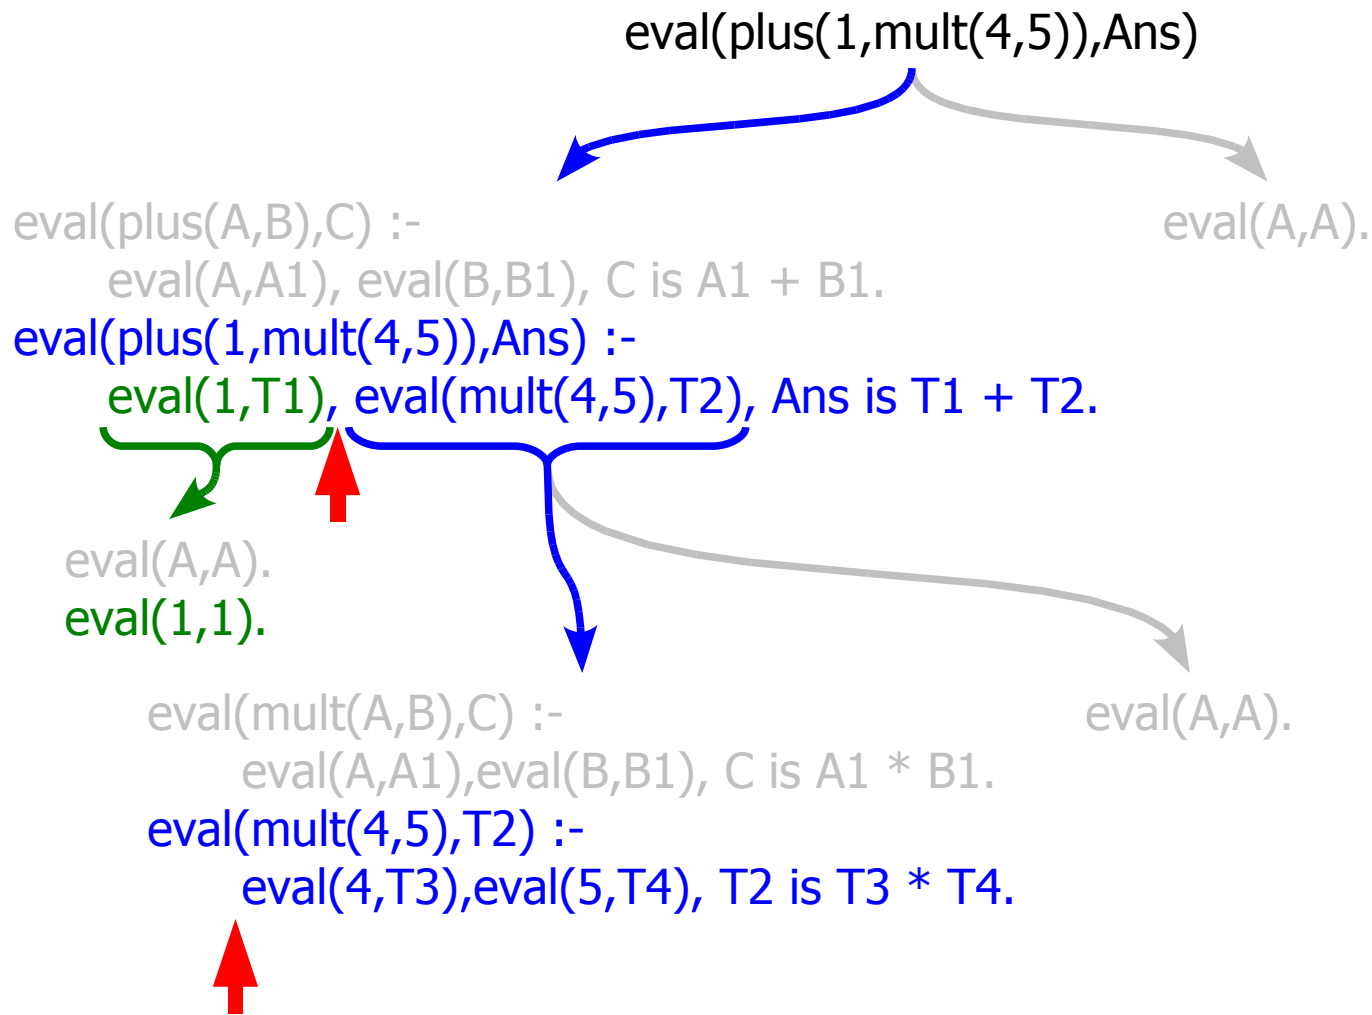 eval(plus(1,mult(4,5)),Ans)
eval(plus(A,B),C) :-
eval(A,A).
eval(A,A1), eval(B,B1), C is A1 + B1.
eval(plus(1,mult(4,5)),Ans) :-
eval(1,T1), eval(mult(4,5),T2), Ans is T1 + T2.
eval(A,A).
eval(1,1).
eval(mult(A,B),C) :-
eval(A,A).
eval(A,A1),eval(B,B1), C is A1 * B1.
eval(mult(4,5),T2) :-
eval(4,T3),eval(5,T4), T2 is T3 * T4.